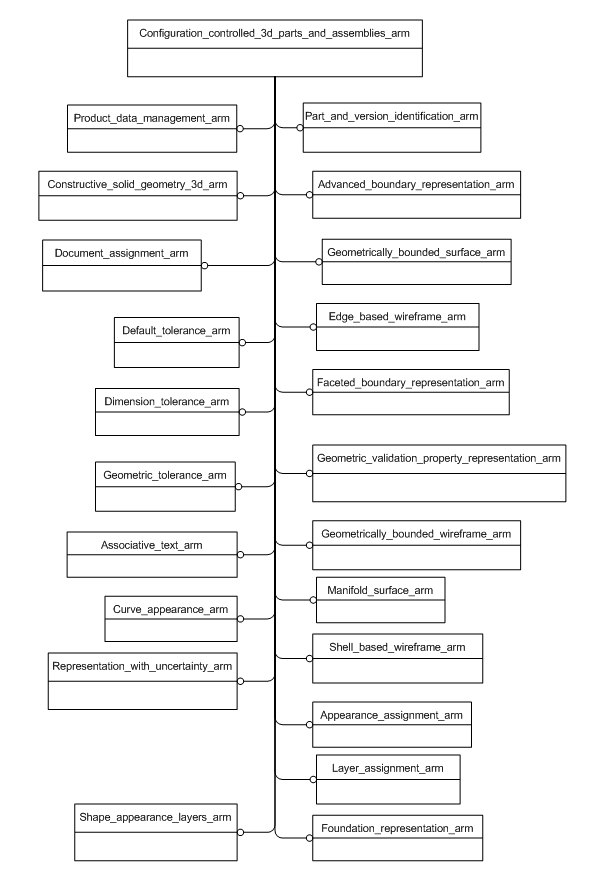 Configuration_controlled_3d_parts_and_assemblies_arm
Product_data_management_arm
Part_and_version_identification_arm
Constructive_solid_geometry_3d_arm
Advanced_boundary_representation_arm
Document_assignment_arm
Geometrically_bounded_surface_arm
Default_tolerance_arm
Edge_based_wireframe_arm
Dimension_tolerance_arm
Faceted_boundary_representation_arm
Geometric_tolerance_arm
Geometric_validation_property_representation_arm
Associative_text_arm
Geometrically_bounded_wireframe_arm
Curve_appearance_arm
Manifold_surface_arm
Representation_with_uncertainty_arm
Shell_based_wireframe_arm
Appearance_assignment_arm
Layer_assignment_arm
Shape_appearance_layers_arm
Foundation_representation_arm